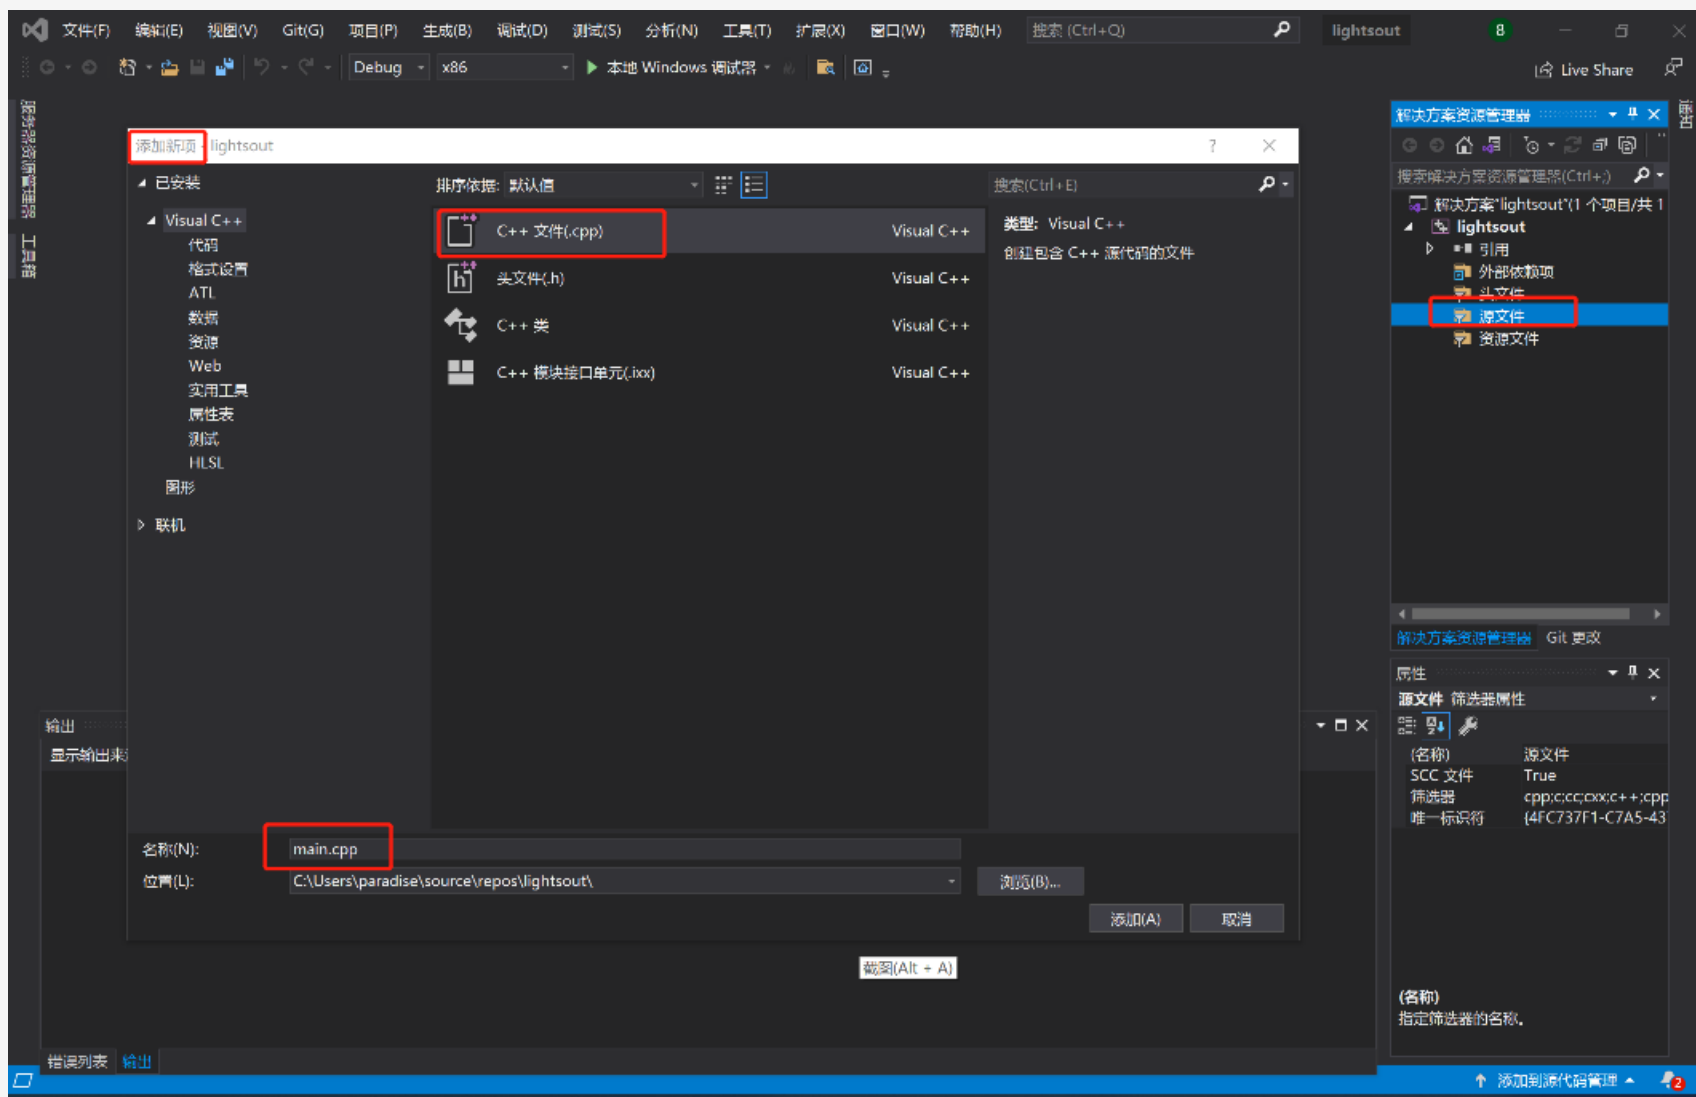 文件(F) 编辑(E) 视图(V) Git(G) 项目(P) 生成(B) 调试(D) 测试(S) 分析(N) 工具(T) 扩展(X) 窗口(W) 帮助(H) 搜索 (Ctrl+Q) lightsout 8
Debug x86 本地 Windows 调试器 Live Share
服务器资源管理器
工具箱
添加新项 - lightsout ?
已安装
Visual C++
代码
格式设置
ATL
数据
资源
Web
实用工具
属性表
测试
HLSL
图形
联机
排序依据: 默认值
搜索(Ctrl+E)
C++ 文件(.cpp) Visual C++
头文件(.h) Visual C++
C++ 类 Visual C++
C++ 模块接口单元(.ixx) Visual C++
类型: Visual C++
创建包含 C++ 源代码的文件
名称(N): main.cpp
位置(L): C:\Users\paradise\source\repos\lightsout\ 浏览(B)...
添加(A) 取消
截图(Alt + A)
输出
显示输出来
错误列表 输出
解决方案资源管理器
搜索解决方案资源管理器(Ctrl+;)
解决方案"lightsout"(1 个项目/共 1
lightsout
引用
外部依赖项
头文件
源文件
资源文件
解决方案资源管理器 Git 更改
属性
源文件 筛选器属性
(名称) 源文件
SCC 文件 True
筛选器 cpp;c;cc;cxx;c++;cpp
唯一标识符 {4FC737F1-C7A5-43
(名称)
指定筛选器的名称。
添加到源代码管理 2